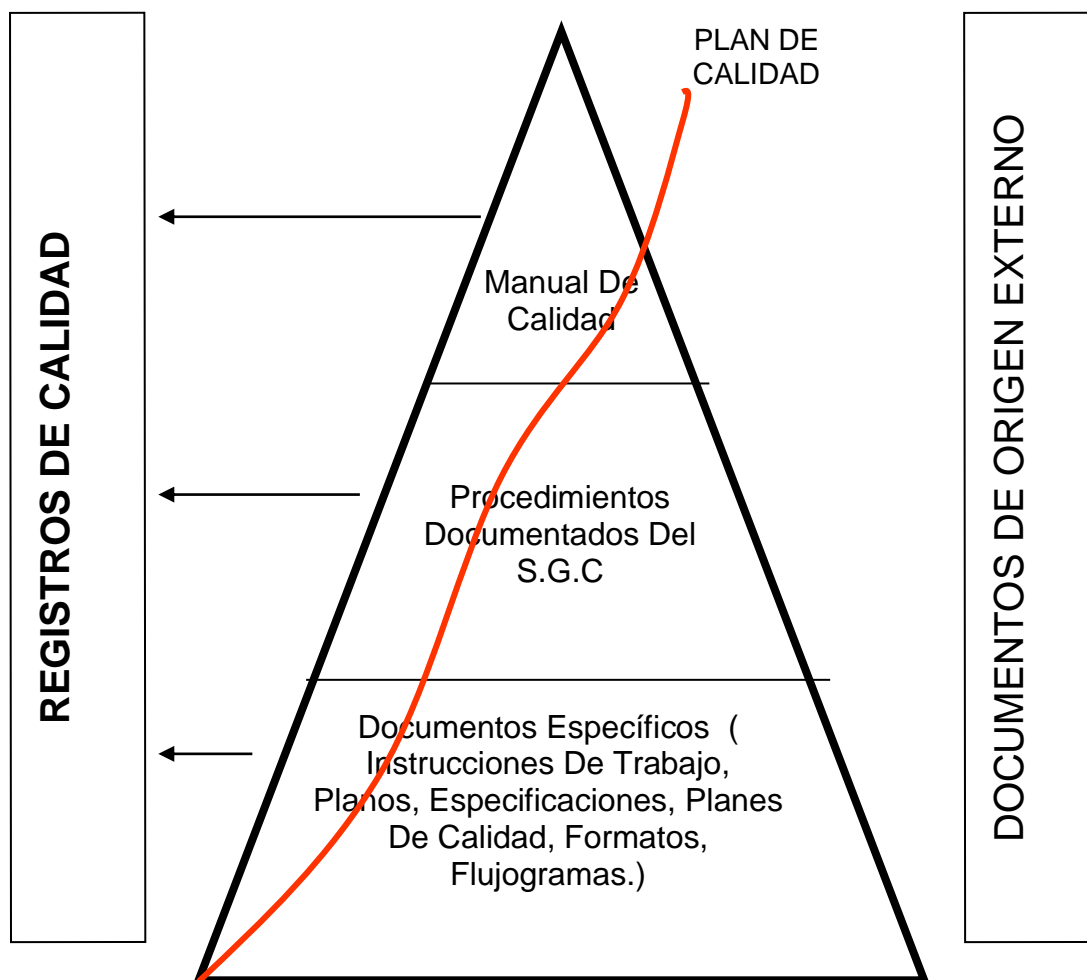 PLAN DE
CALIDAD
REGISTROS DE CALIDAD
Manual De
Calidad
Procedimientos
Documentados Del
S.G.C
Documentos Específicos (
Instrucciones De Trabajo,
Planos, Especificaciones, Planes
De Calidad, Formatos,
Flujogramas.)
DOCUMENTOS DE ORIGEN EXTERNO